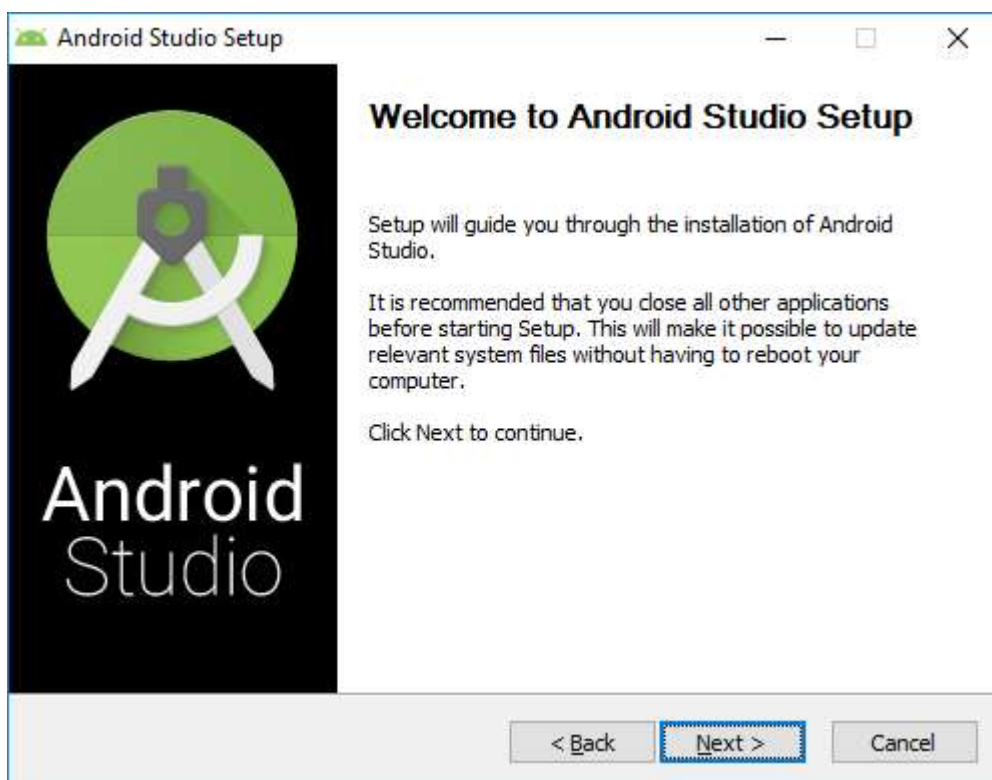 Android Studio Setup
Welcome to Android Studio Setup
Setup will guide you through the installation of Android
Studio.
It is recommended that you close all other applications
before starting Setup. This will make it possible to update
relevant system files without having to reboot your
computer.
Click Next to continue.
Android
Studio
< Back
Next >
Cancel